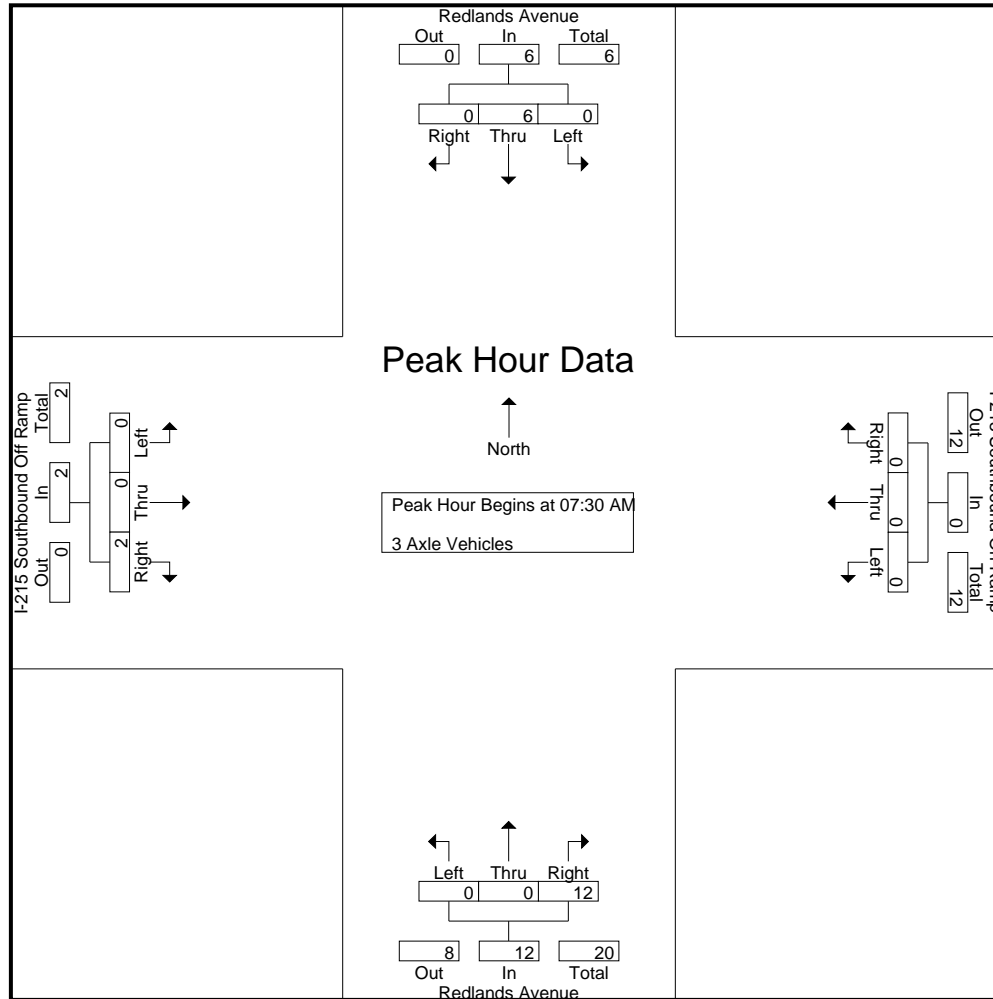 Redlands Avenue
Out In Total
0 6 6
0 6 0
Right Thru Left
Peak Hour Data
North
Peak Hour Begins at 07:30 AM
3 Axle Vehicles
I-215 Southbound Off Ramp
Total In Out
2 2 0
0 0 2
Left Thru Right
Right Thru Left
0 0 0
12 0 12
Out In Total
Left Thru Right
0 0 12
8 12 20
Out In Total
Redlands Avenue